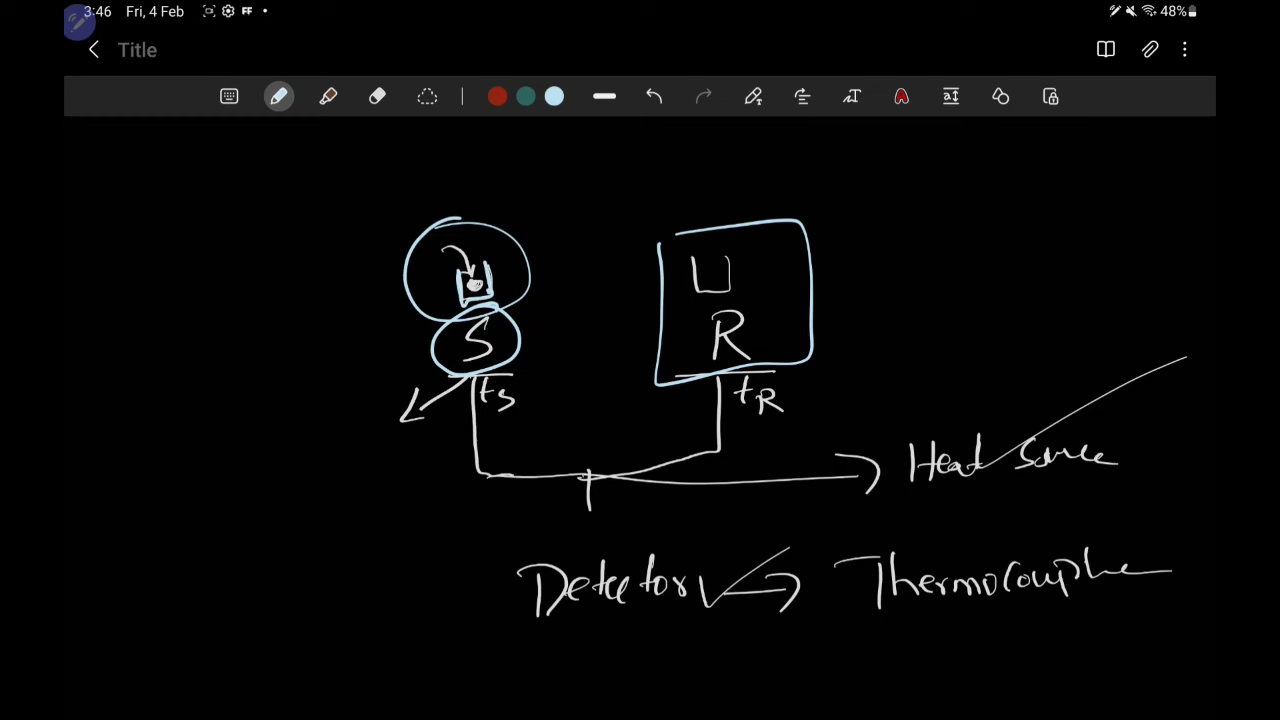 3:46 Fri, 4 Feb 48%
Title
S R
ts tR
Heat Source
Detector → Thermocouple